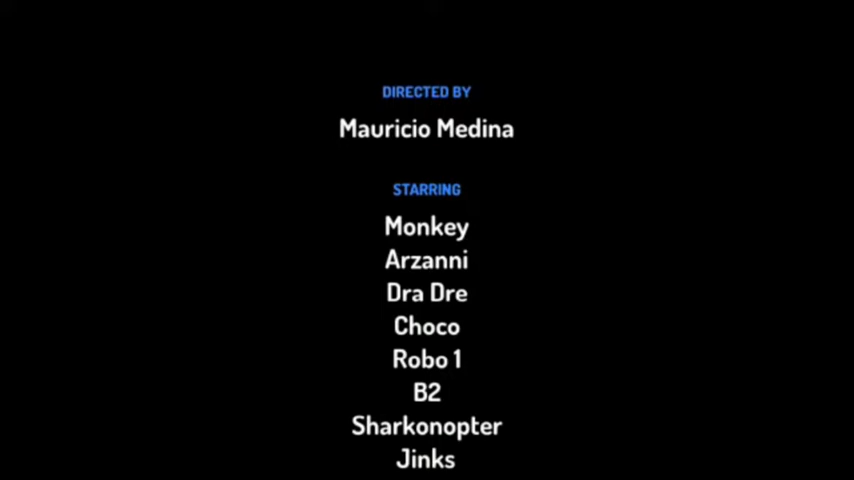 DIRECTED BY
Mauricio Medina
STARRING
Monkey
Arzanni
Dra Dre
Choco
Robo 1
B2
Sharkonopter
Jinks